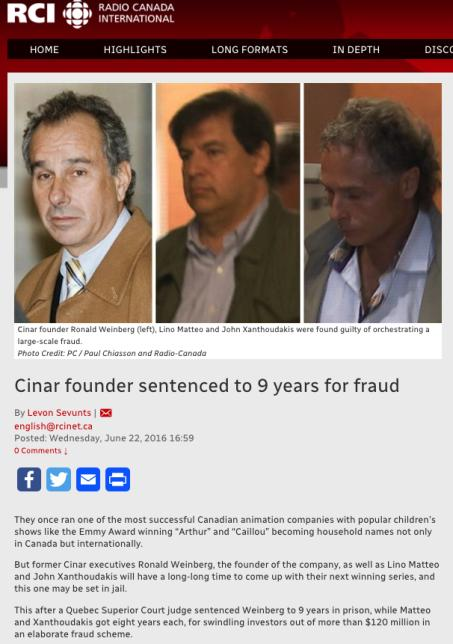 RCI RADIO CANADA
INTERNATIONAL
HOME HIGHLIGHTS LONG FORMATS IN DEPTH DISCO
Cinar founder Ronald Weinberg (left), Lino Matteo and John Xanthoudakis were found guilty of orchestrating a
large-scale fraud.
Photo Credit: PC / Paul Chiasson and Radio-Canada
Cinar founder sentenced to 9 years for fraud
By Levon Sevunts |
english@rcinet.ca
Posted: Wednesday, June 22, 2016 16:59
0 Comments ↓
They once ran one of the most successful Canadian animation companies with popular children's
shows like the Emmy Award winning “Arthur” and “Caillou” becoming household names not only
in Canada but internationally.
But former Cinar executives Ronald Weinberg, the founder of the company, as well as Lino Matteo
and John Xanthoudakis will have a long-long time to come up with their next winning series, and
this one may be set in jail.
This after a Quebec Superior Court judge sentenced Weinberg to 9 years in prison, while Matteo
and Xanthoudakis got eight years each, for swindling investors out of more than $120 million in
an elaborate fraud scheme.